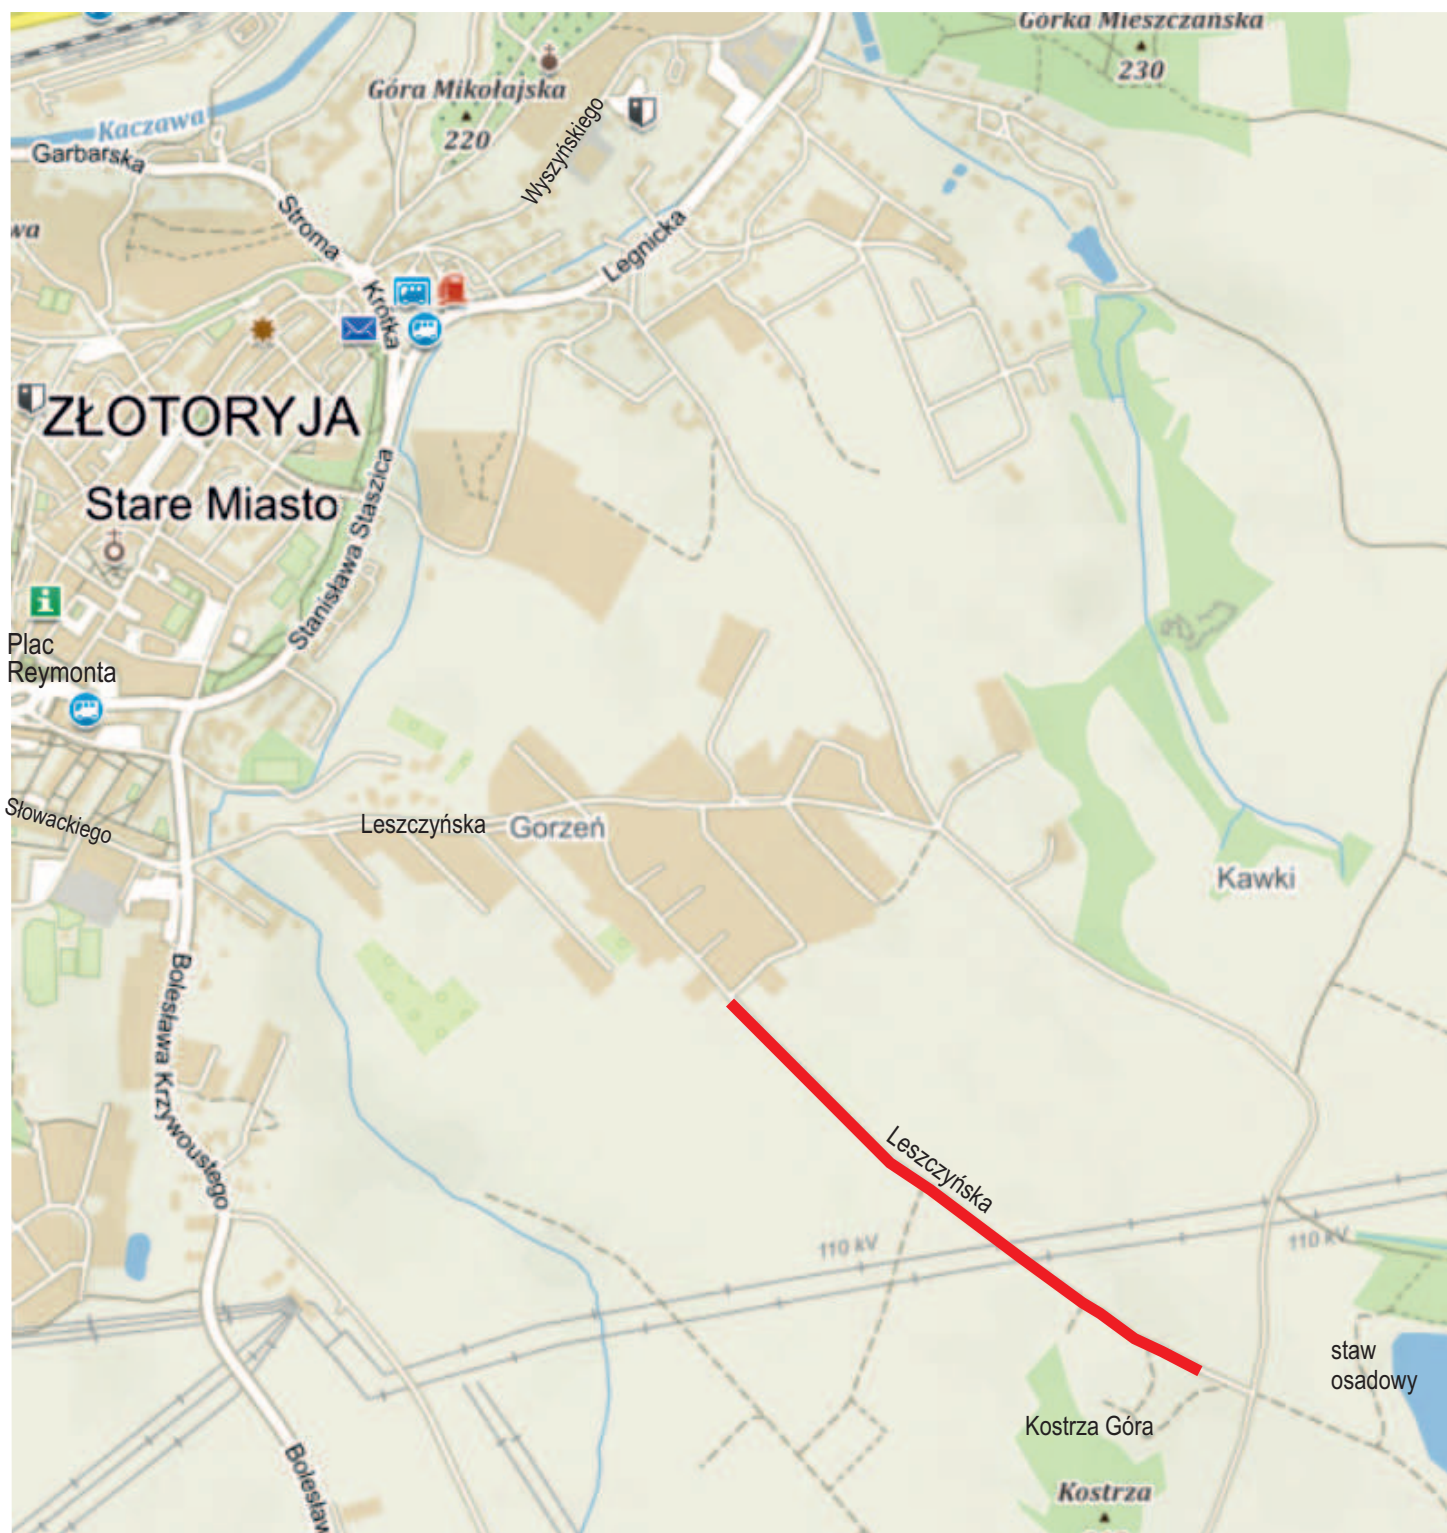 Górka Mieszczańska
230
Góra Mikołajska
220
Wyszyńskiego
Kaczawa
Garbarska
Stroma
wa
Legnicka
Krótka
ZŁOTORYJA
Stare Miasto
Stanisława Staszica
Plac
Reymonta
Słowackiego
Leszczyńska
Gorzeń
Kawki
Bolesława Krzywoustego
Leszczyńska
110 kV
110 kV
staw
osadowy
Kostrza Góra
Kostrza
Bolesław